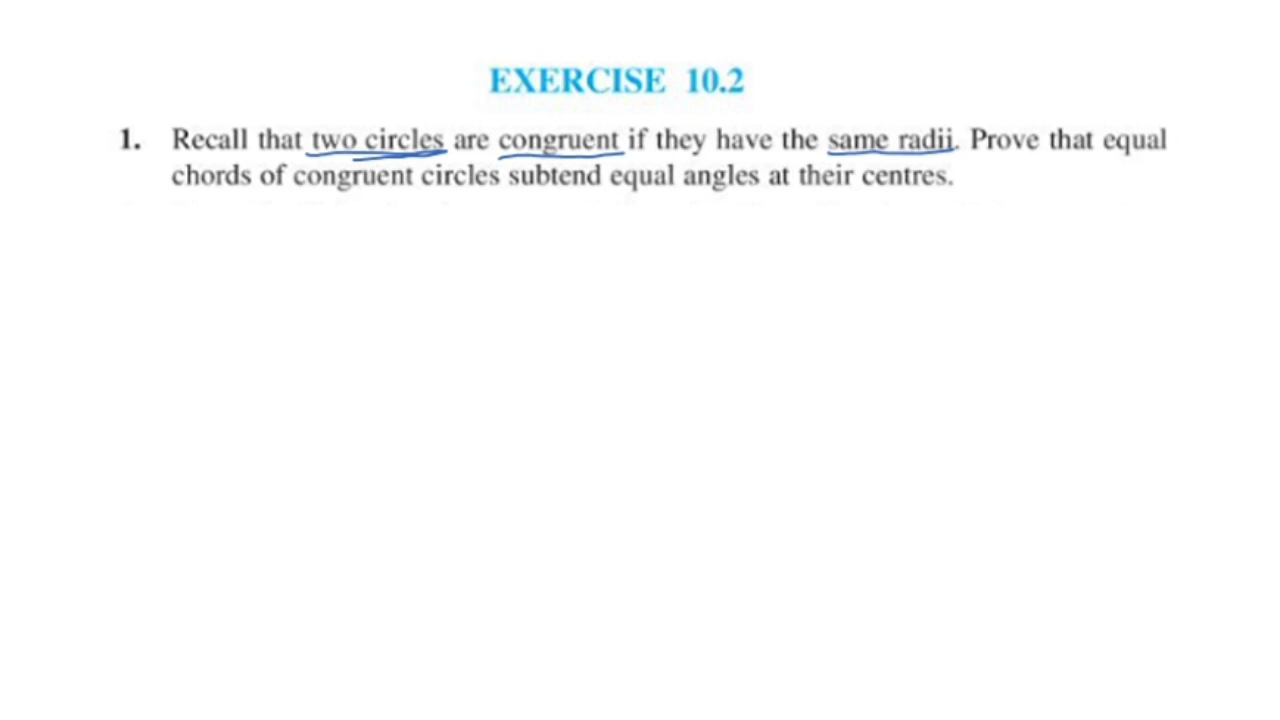 EXERCISE 10.2
1. Recall that two circles are congruent if they have the same radii. Prove that equal
chords of congruent circles subtend equal angles at their centres.